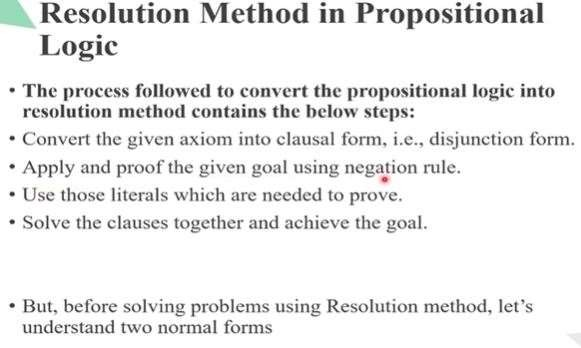 Resolution Method in Propositional
Logic
• The process followed to convert the propositional logic into
resolution method contains the below steps:
• Convert the given axiom into clausal form, i.e., disjunction form.
• Apply and proof the given goal using negation rule.
• Use those literals which are needed to prove.
• Solve the clauses together and achieve the goal.
• But, before solving problems using Resolution method, let’s
understand two normal forms